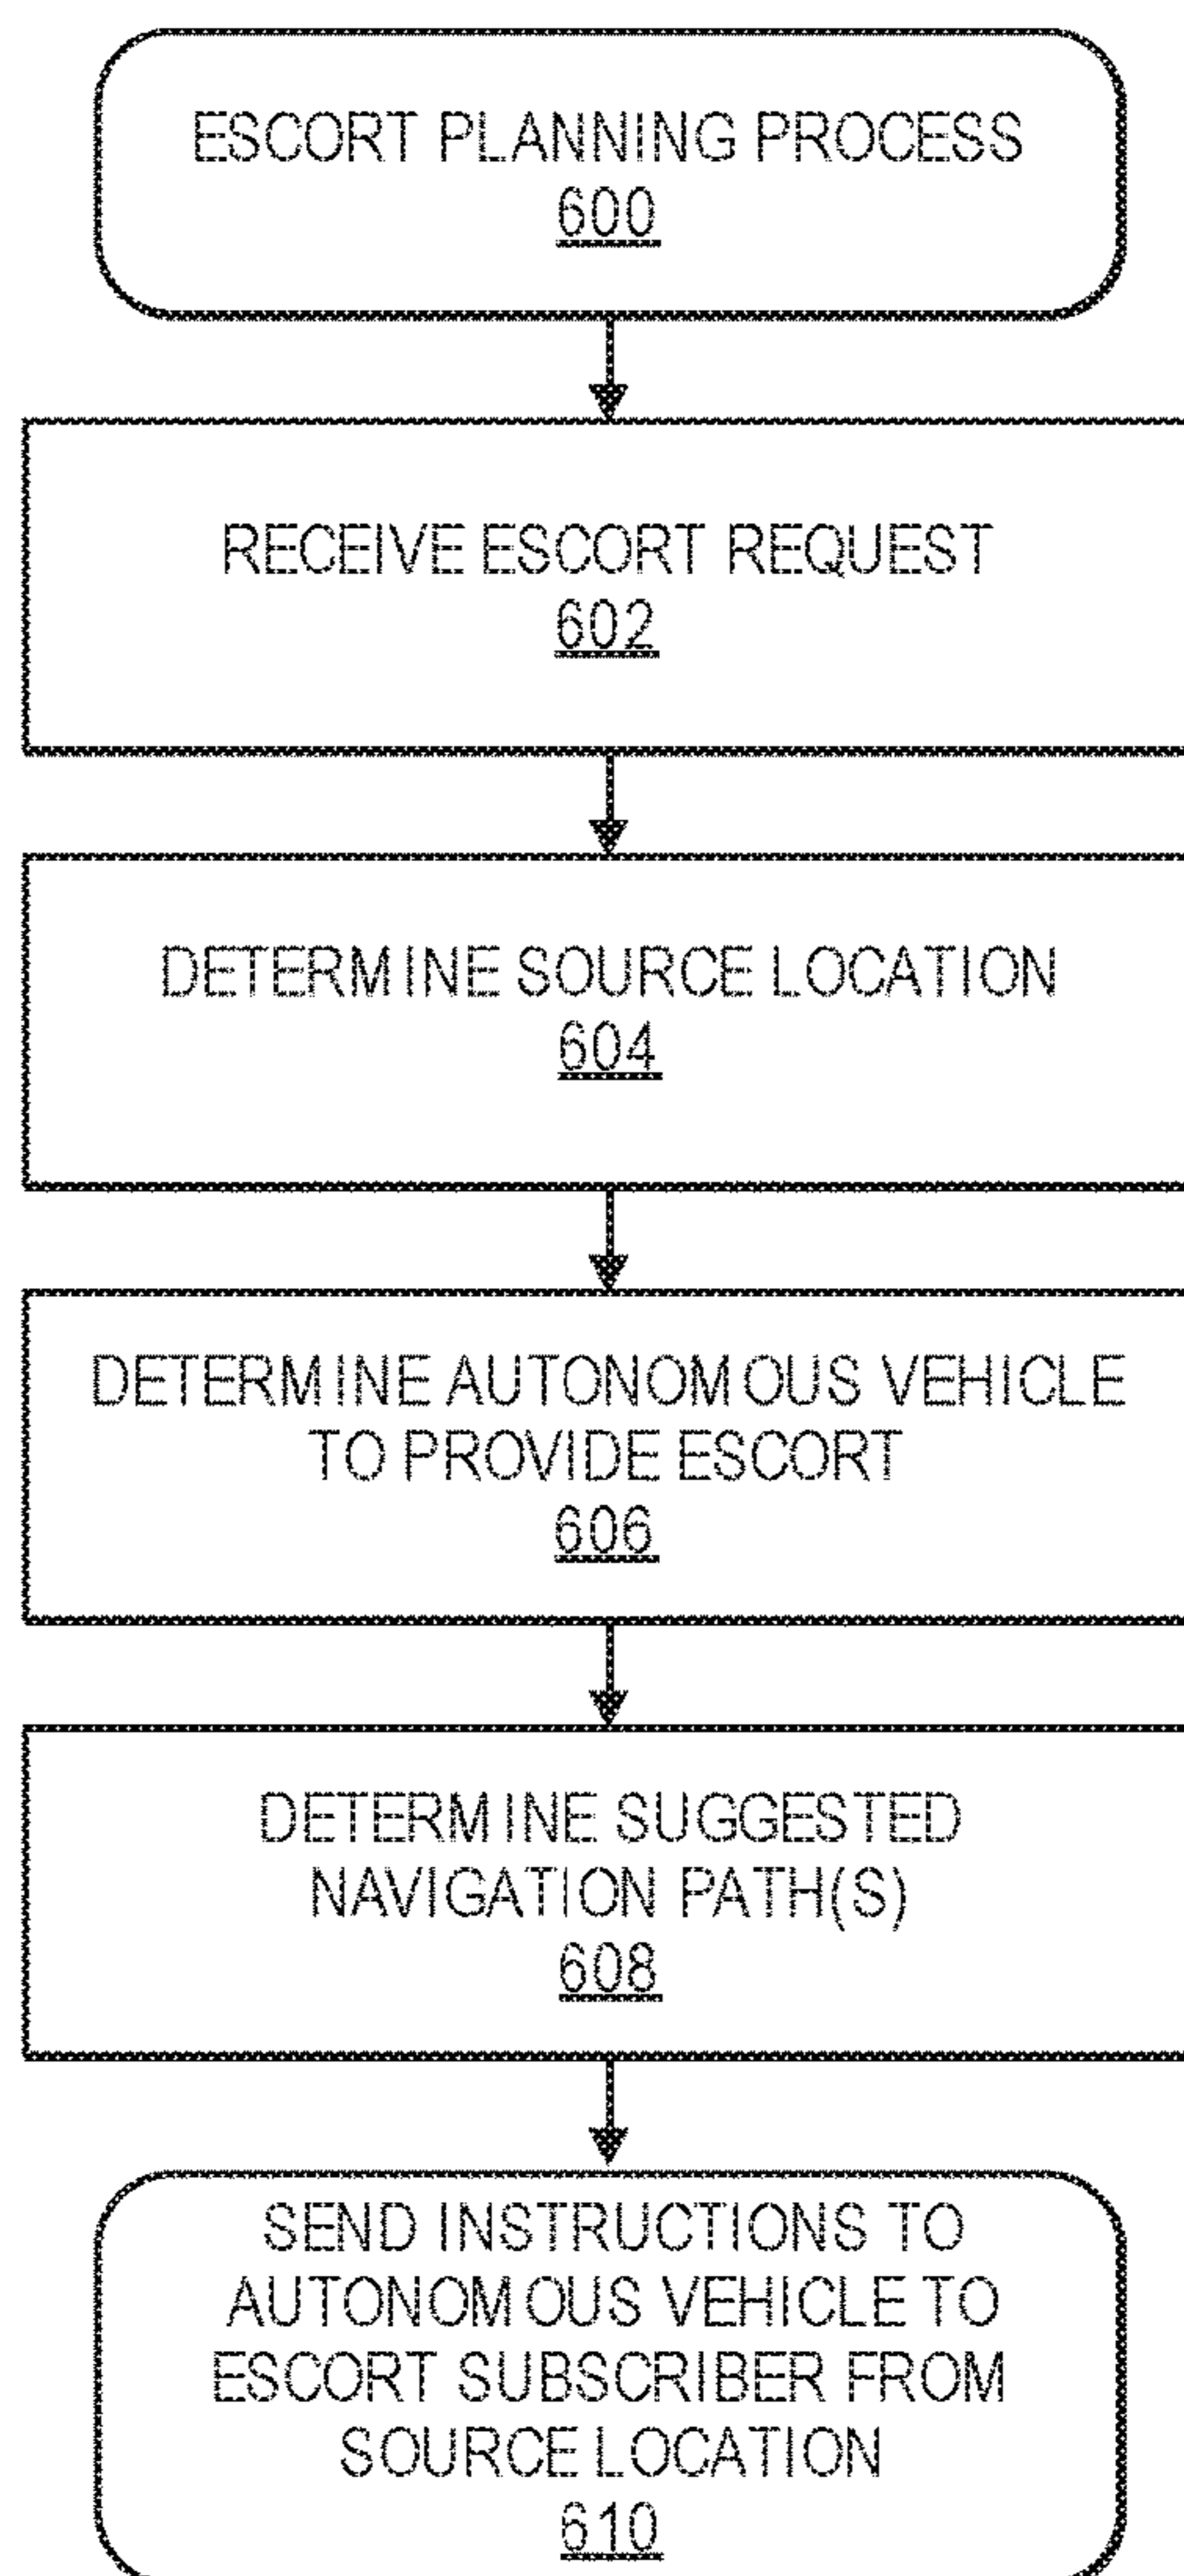 ESCORT PLANNING PROCESS
600
RECEIVE ESCORT REQUEST
602
DETERMINE SOURCE LOCATION
604
DETERMINE AUTONOMOUS VEHICLE
TO PROVIDE ESCORT
606
DETERMINE SUGGESTED
NAVIGATION PATH(S)
608
SEND INSTRUCTIONS TO
AUTONOMOUS VEHICLE TO
ESCORT SUBSCRIBER FROM
SOURCE LOCATION
610